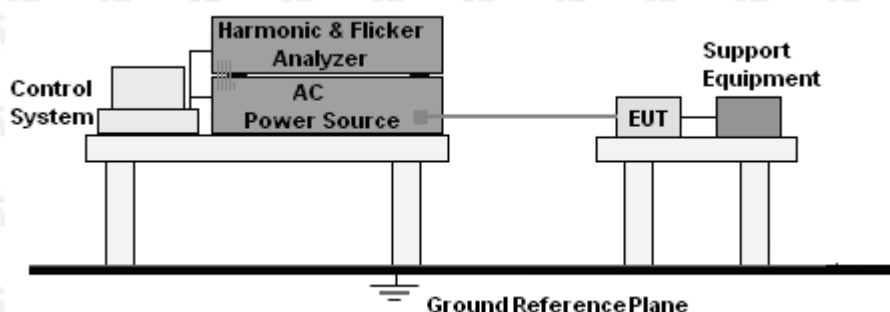 Harmonic & Flicker
Analyzer
Control
System
AC
Power Source
EUT
Support
Equipment
Ground Reference Plane